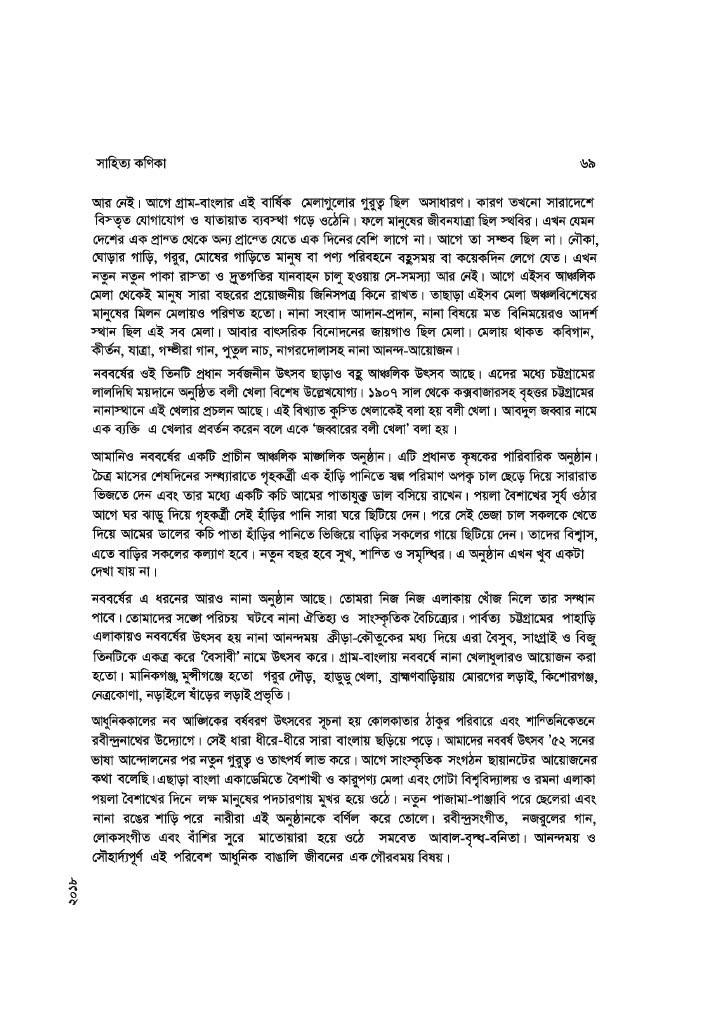 সাহিত্য কণিকা ৬৯
আর নেই। আগে গ্রাম-বাংলার এই বার্ষিক মেলাগুলোর গুরুত্ব ছিল অসাধারণ। কারণ তখনো সারাদেশে
বিস্তৃত যোগাযোগ ও যাতায়াত ব্যবস্থা গড়ে ওঠেনি। ফলে মানুষের জীবনযাত্রা ছিল স্থবির। এখন যেমন
দেশের এক প্রান্ত থেকে অন্য প্রান্তে যেতে এক দিনের বেশি লাগে না। আগে তা সম্ভব ছিল না। নৌকা,
ঘোড়ার গাড়ি, গরুর, মোষের গাড়িতে মানুষ বা পণ্য পরিবহনে বহুসময় বা কয়েকদিন লেগে যেত। এখন
নতুন নতুন পাকা রাস্তা ও দ্রুতগতির যানবাহন চালু হওয়ায় সে-সমস্যা আর নেই। আগে এইসব আঞ্চলিক
মেলা থেকেই মানুষ সারা বছরের প্রয়োজনীয় জিনিসপত্র কিনে রাখত। তাছাড়া এইসব মেলা অঞ্চলবিশেষের
মানুষের মিলন মেলায়ও পরিণত হতো। নানা সংবাদ আদান-প্রদান, নানা বিষয়ে মত বিনিময়েরও আদর্শ
স্থান ছিল এই সব মেলা। আবার বাৎসরিক বিনোদনের জায়গাও ছিল মেলা। মেলায় থাকত কবিগান,
কীর্তন, যাত্রা, গম্ভীরা গান, পুতুল নাচ, নাগরদোলাসহ নানা আনন্দ-আয়োজন।
নববর্ষের ওই তিনটি প্রধান সর্বজনীন উৎসব ছাড়াও বহু আঞ্চলিক উৎসব আছে। এদের মধ্যে চট্টগ্রামের
লালদিঘি ময়দানে অনুষ্ঠিত বলী খেলা বিশেষ উল্লেখযোগ্য। ১৯০৭ সাল থেকে কক্সবাজারসহ বৃহত্তর চট্টগ্রামের
নানাস্থানে এই খেলার প্রচলন আছে। এই বিখ্যাত কুস্তি খেলাকেই বলা হয় বলী খেলা। আবদুল জব্বার নামে
এক ব্যক্তি এ খেলার প্রবর্তন করেন বলে একে ‘জব্বারের বলী খেলা’ বলা হয়।
আমানিও নববর্ষের একটি প্রাচীন আঞ্চলিক মাঙ্গলিক অনুষ্ঠান। এটি প্রধানত কৃষকের পারিবারিক অনুষ্ঠান।
চৈত্র মাসের শেষদিনের সন্ধ্যারাতে গৃহকর্ত্রী এক হাঁড়ি পানিতে স্বল্প পরিমাণ অপক্ব চাল ছেড়ে দিয়ে সারারাত
ভিজতে দেন এবং তার মধ্যে একটি কচি আমের পাতাযুক্ত ডাল বসিয়ে রাখেন। পয়লা বৈশাখের সূর্য ওঠার
আগে ঘর ঝাড়ু দিয়ে গৃহকর্ত্রী সেই হাঁড়ির পানি সারা ঘরে ছিটিয়ে দেন। পরে সেই ভেজা চাল সকলকে খেতে
দিয়ে আমের ডালের কচি পাতা হাঁড়ির পানিতে ভিজিয়ে বাড়ির সকলের গায়ে ছিটিয়ে দেন। তাদের বিশ্বাস,
এতে বাড়ির সকলের কল্যাণ হবে। নতুন বছর হবে সুখ, শান্তি ও সমৃদ্ধির। এ অনুষ্ঠান এখন খুব একটা
দেখা যায় না।
নববর্ষের এ ধরনের আরও নানা অনুষ্ঠান আছে। তোমরা নিজ নিজ এলাকায় খোঁজ নিলে তার সন্ধান
পাবে। তোমাদের সঙ্গে পরিচয় ঘটবে নানা ঐতিহ্য ও সাংস্কৃতিক বৈচিত্র্যের। পার্বত্য চট্টগ্রামের পাহাড়ি
এলাকায়ও নববর্ষের উৎসব হয় নানা আনন্দময় ক্রীড়া-কৌতুকের মধ্য দিয়ে এরা বৈসুব, সাংগ্রাই ও বিজু
তিনটিকে একত্র করে ‘বৈসাবী’ নামে উৎসব করে। গ্রাম-বাংলায় নববর্ষে নানা খেলাধুলারও আয়োজন করা
হতো। মানিকগঞ্জ, মুন্সীগঞ্জে হতো গরুর দৌড়, হাডুডু খেলা, ব্রাহ্মণবাড়িয়ায় মোরগের লড়াই, কিশোরগঞ্জ,
নেত্রকোণা, নড়াইলে ষাঁড়ের লড়াই প্রভৃতি।
আধুনিককালের নব আঙ্গিকের বর্ষবরণ উৎসবের সূচনা হয় কোলকাতার ঠাকুর পরিবারে এবং শান্তিনিকেতনে
রবীন্দ্রনাথের উদ্যোগে। সেই ধারা ধীরে-ধীরে সারা বাংলায় ছড়িয়ে পড়ে। আমাদের নববর্ষ উৎসব ’৫২ সনের
ভাষা আন্দোলনের পর নতুন গুরুত্ব ও তাৎপর্য লাভ করে। আগে সাংস্কৃতিক সংগঠন ছায়ানটের আয়োজনের
কথা বলেছি। এছাড়া বাংলা একাডেমিতে বৈশাখী ও কারুপণ্য মেলা এবং গোটা বিশ্ববিদ্যালয় ও রমনা এলাকা
পয়লা বৈশাখের দিনে লক্ষ মানুষের পদচারণায় মুখর হয়ে ওঠে। নতুন পাজামা-পাঞ্জাবি পরে ছেলেরা এবং
নানা রঙের শাড়ি পরে নারীরা এই অনুষ্ঠানকে বর্ণিল করে তোলে। রবীন্দ্রসংগীত, নজরুলের গান,
লোকসংগীত এবং বাঁশির সুরে মাতোয়ারা হয়ে ওঠে সমবেত আবাল-বৃদ্ধ-বনিতা। আনন্দময় ও
সৌহার্দ্যপূর্ণ এই পরিবেশ আধুনিক বাঙালি জীবনের এক গৌরবময় বিষয়।
২০১৮